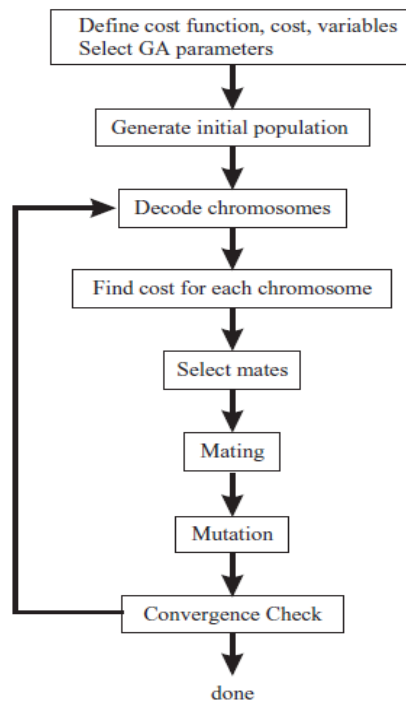 Define cost function, cost, variables
Select GA parameters
Generate initial population
Decode chromosomes
Find cost for each chromosome
Select mates
Mating
Mutation
Convergence Check
done